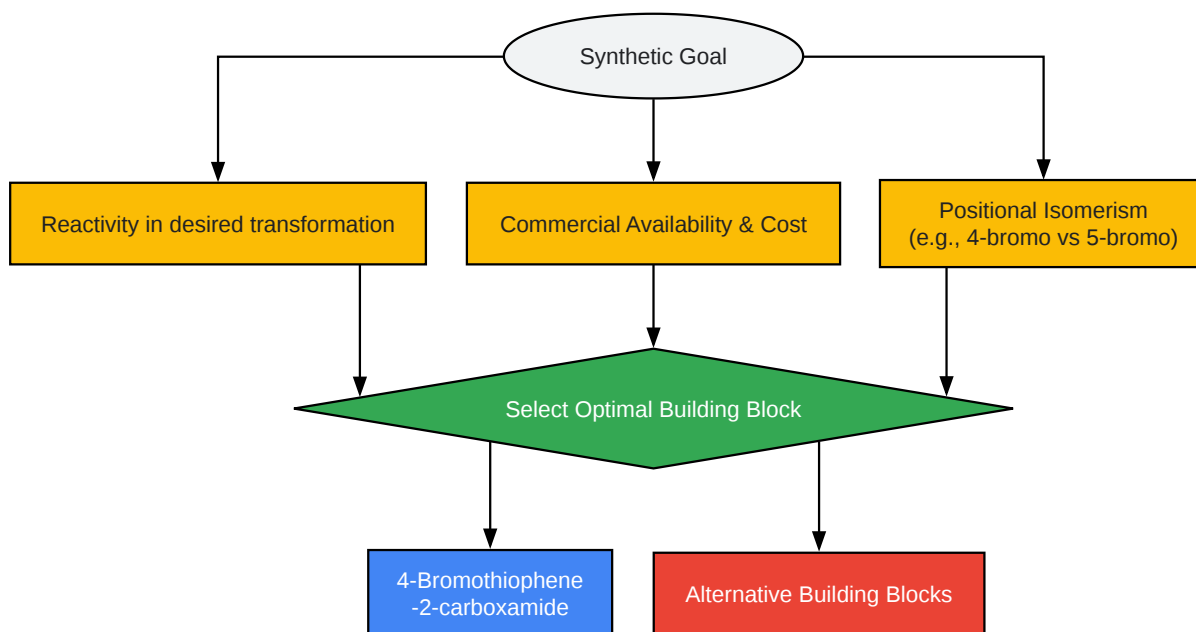 Synthetic Goal
Reactivity in desired transformation
Commercial Availability & Cost
Positional Isomerism
(e.g., 4-bromo vs 5-bromo)
Select Optimal Building Block
4-Bromothiophene
-2-carboxamide
Alternative Building Blocks